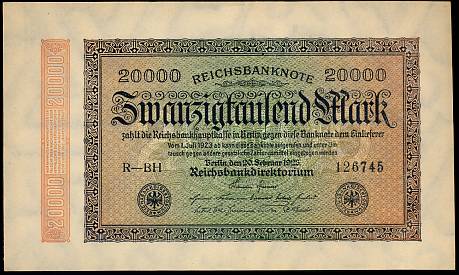 20000 REICHSBANKNOTE 20000
Zwanzigtausend Mark
zahlt die Reichsbankhauptkasse in Berlin gegen diese Banknote dem Einlieferer
Vom 1. Juli 1923 ab kann diese Banknote aufgerufen und unter Um-
tausch gegen andere gesetzliche Zahlungsmittel eingezogen werden
Berlin, den 20. Februar 1923
R–BH Reichsbankdirektorium 126745
20000
20000